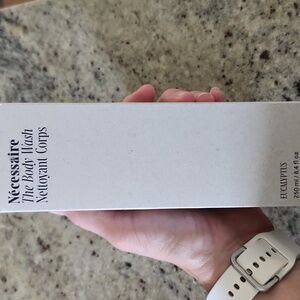 Nécessaire
The Body Wash
Nettoyant Corps
EUCALYPTUS
250 ml / 8.4 fl oz